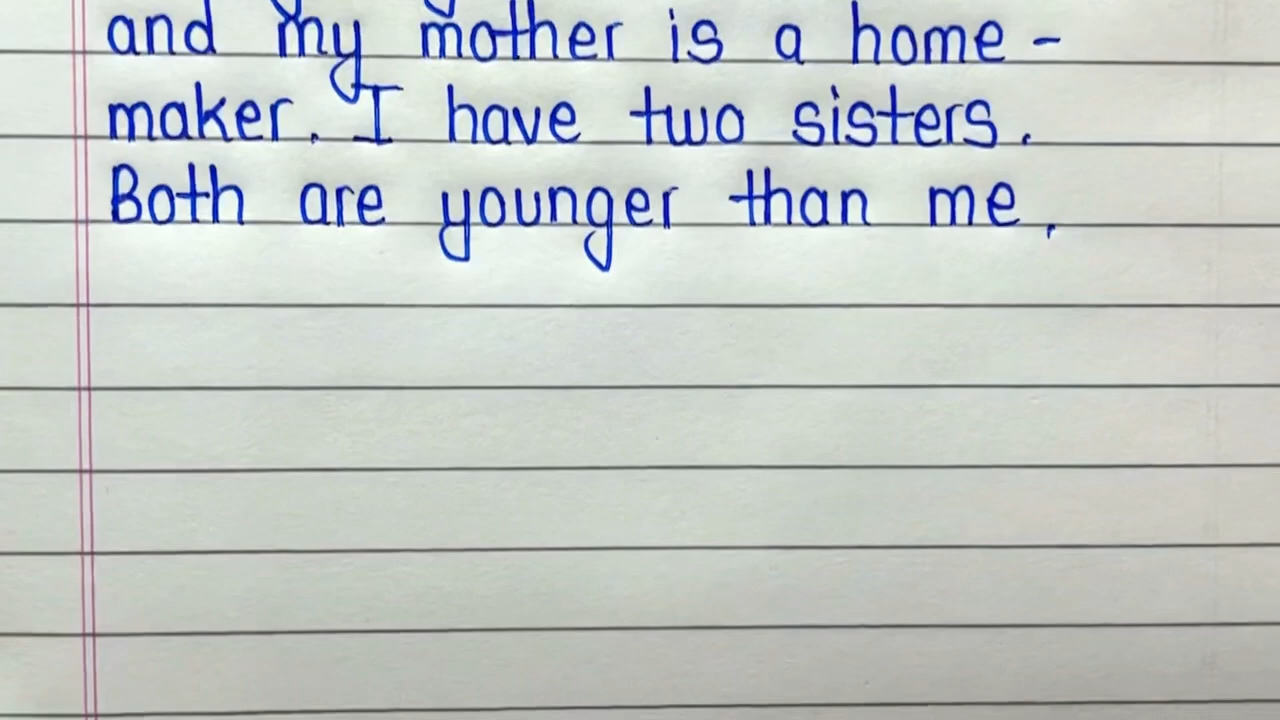 and my mother is a home -
maker. I have two sisters.
Both are younger than me.